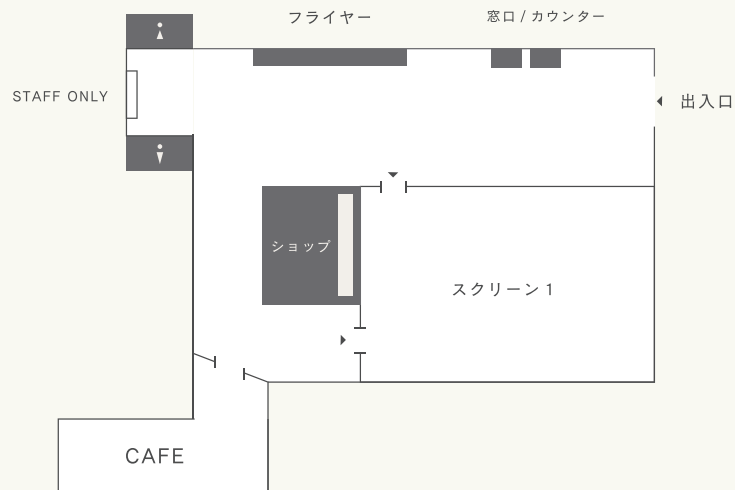 フライヤー
窓口 / カウンター
STAFF ONLY
出入口
ショップ
スクリーン 1
CAFE